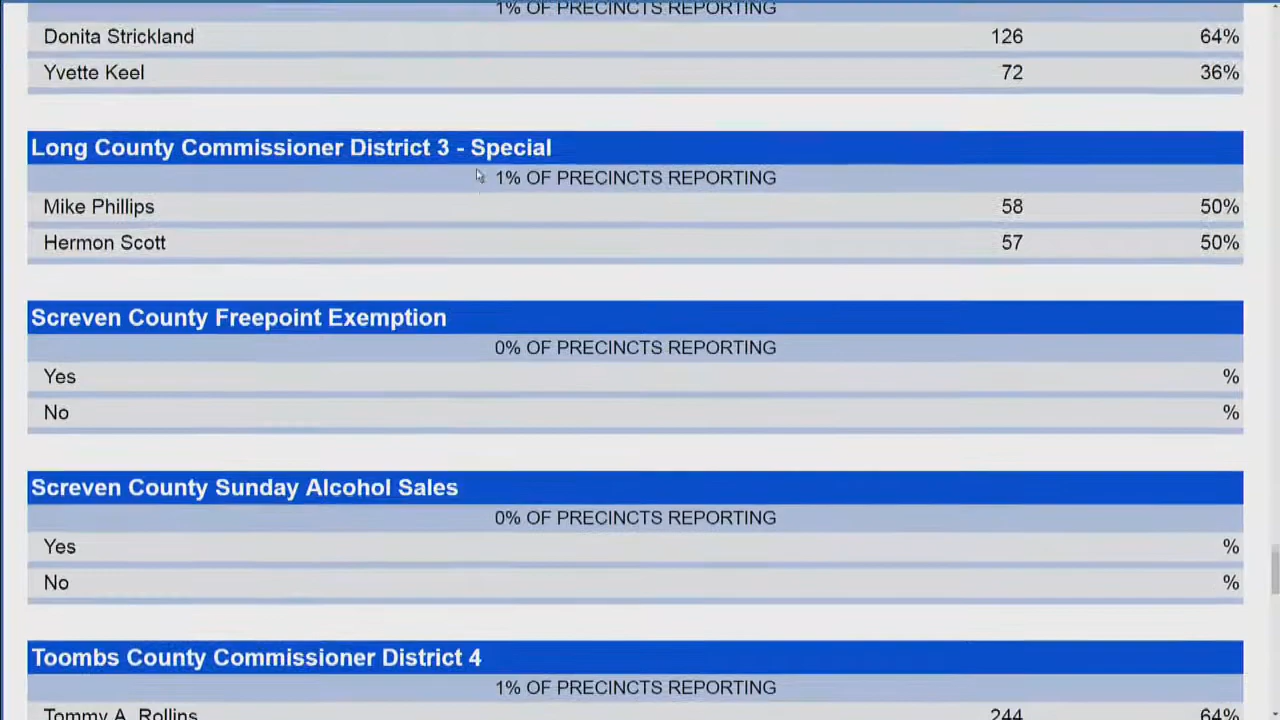 1% OF PRECINCTS REPORTING
Donita Strickland 126 64%
Yvette Keel 72 36%
Long County Commissioner District 3 - Special
1% OF PRECINCTS REPORTING
Mike Phillips 58 50%
Hermon Scott 57 50%
Screven County Freepoint Exemption
0% OF PRECINCTS REPORTING
Yes %
No %
Screven County Sunday Alcohol Sales
0% OF PRECINCTS REPORTING
Yes %
No %
Toombs County Commissioner District 4
1% OF PRECINCTS REPORTING
Tommy A. Rollins 244 64%